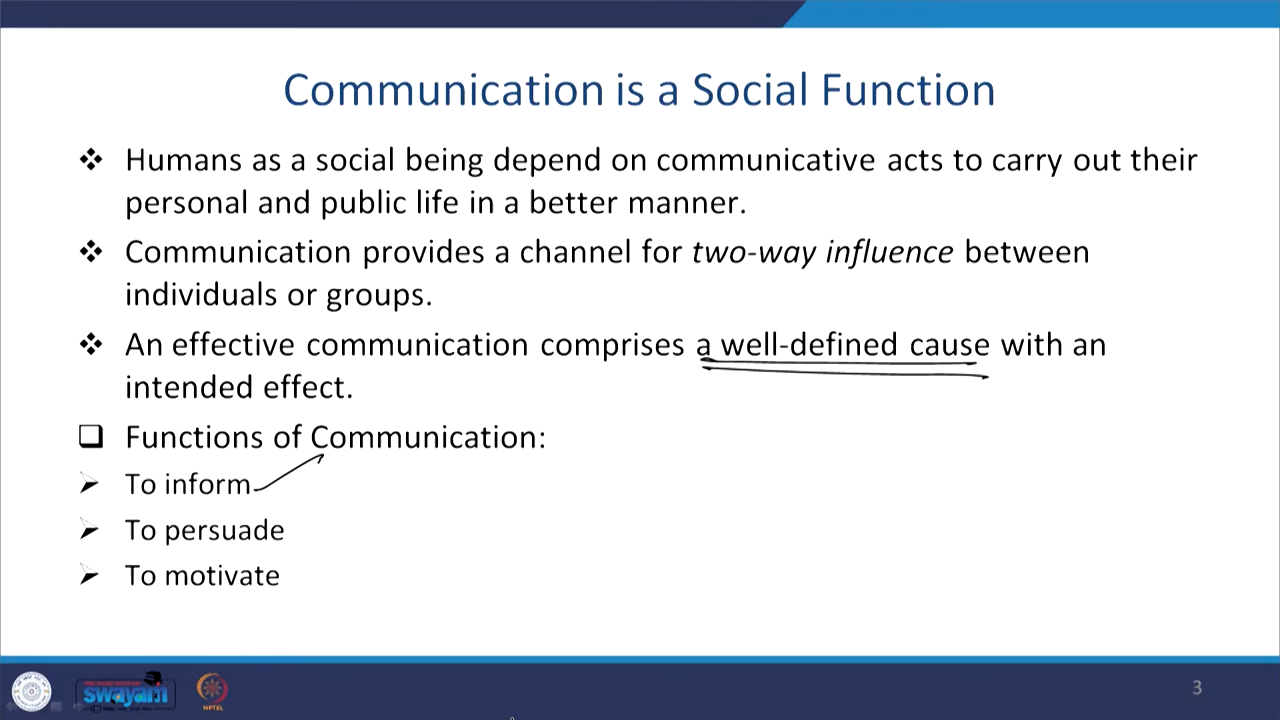 Communication is a Social Function
Humans as a social being depend on communicative acts to carry out their
personal and public life in a better manner.
Communication provides a channel for two-way influence between
individuals or groups.
An effective communication comprises a well-defined cause with an
intended effect.
Functions of Communication:
To inform
To persuade
To motivate
swayam
NPTEL
3